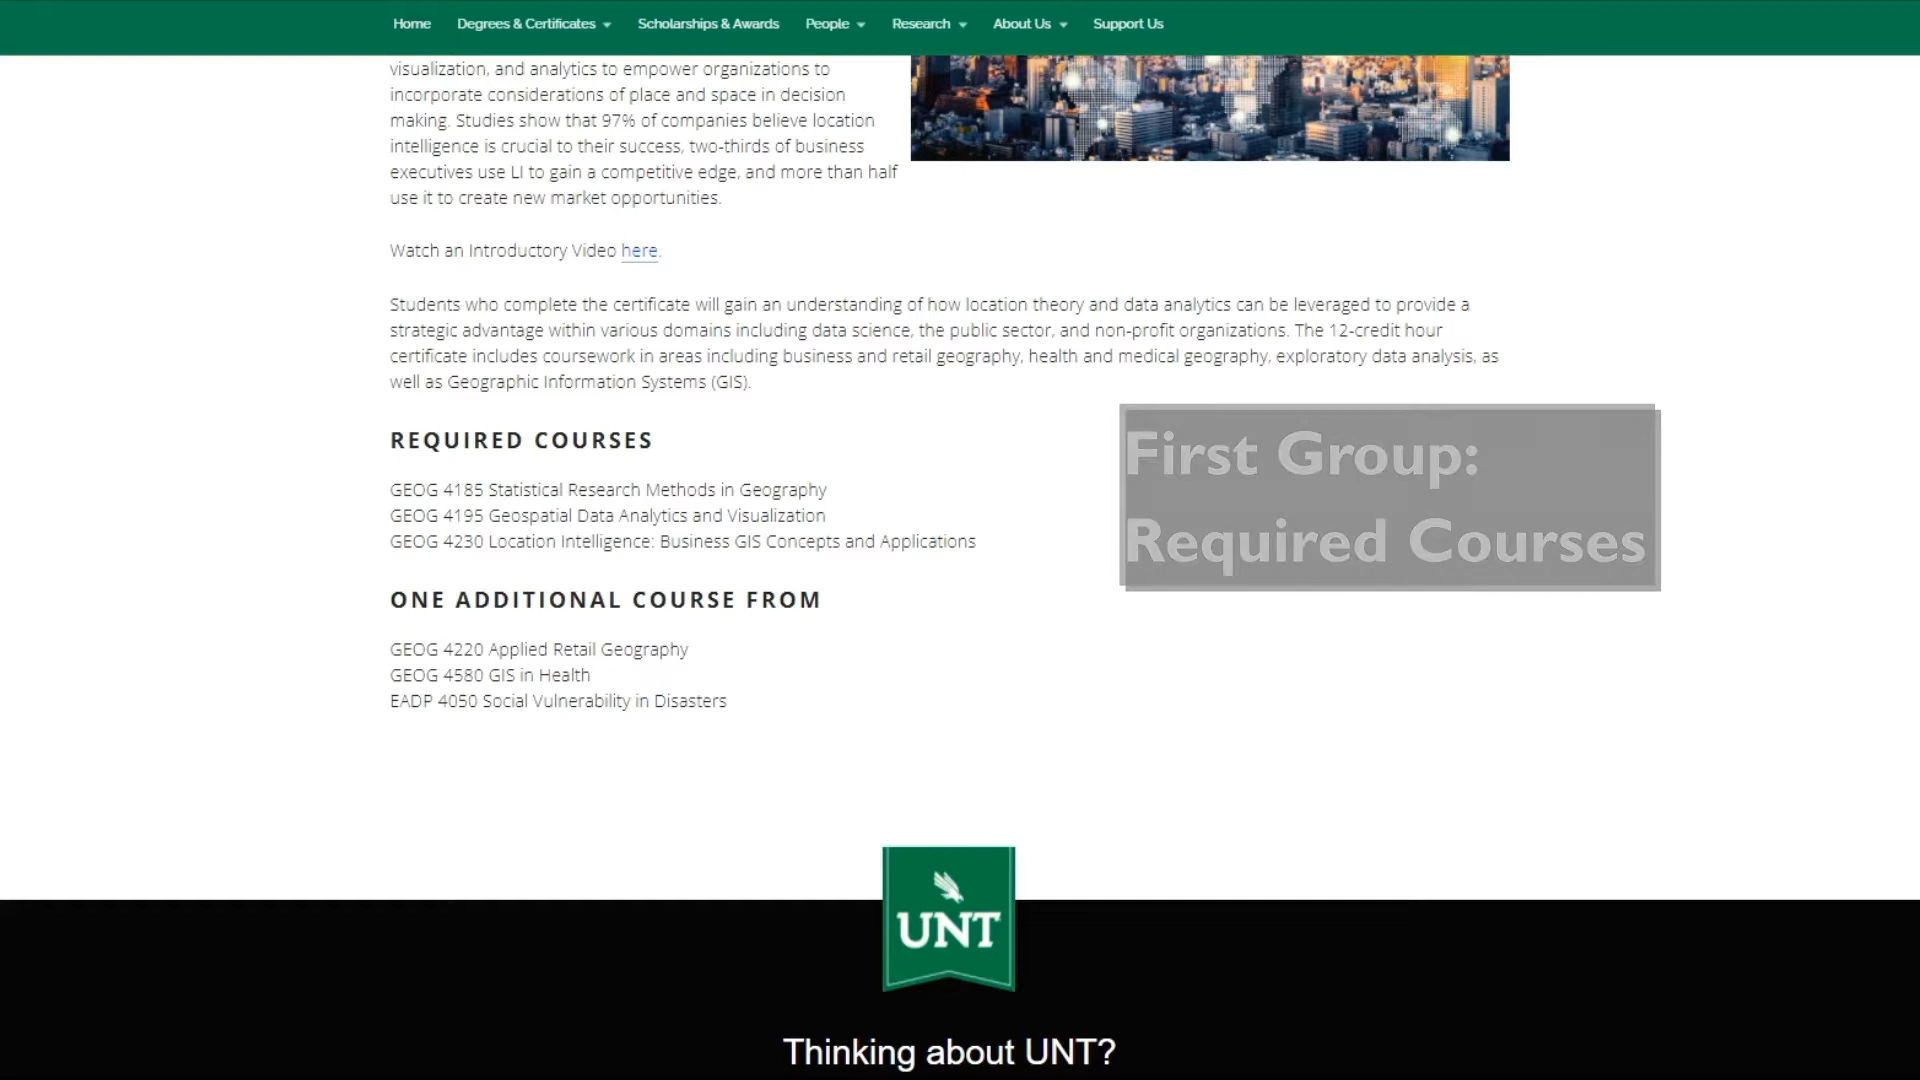 Home Degrees & Certificates Scholarships & Awards People Research About Us Support Us
visualization, and analytics to empower organizations to
incorporate considerations of place and space in decision
making. Studies show that 97% of companies believe location
intelligence is crucial to their success, two-thirds of business
executives use LI to gain a competitive edge, and more than half
use it to create new market opportunities.
Watch an Introductory Video here.
Students who complete the certificate will gain an understanding of how location theory and data analytics can be leveraged to provide a
strategic advantage within various domains including data science, the public sector, and non-profit organizations. The 12-credit hour
certificate includes coursework in areas including business and retail geography, health and medical geography, exploratory data analysis, as
well as Geographic Information Systems (GIS).
REQUIRED COURSES
GEOG 4185 Statistical Research Methods in Geography
GEOG 4195 Geospatial Data Analytics and Visualization
GEOG 4230 Location Intelligence: Business GIS Concepts and Applications
First Group:
Required Courses
ONE ADDITIONAL COURSE FROM
GEOG 4220 Applied Retail Geography
GEOG 4580 GIS in Health
EADP 4050 Social Vulnerability in Disasters
UNT
Thinking about UNT?